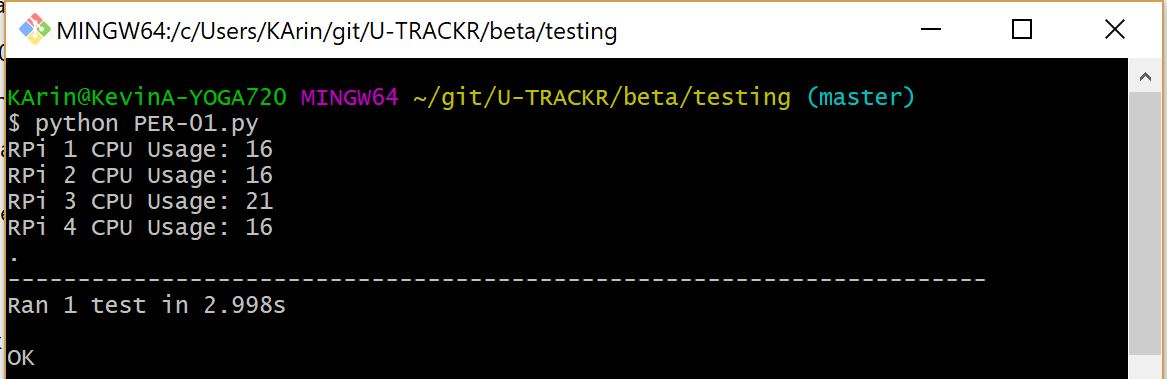 MINGW64:/c/Users/KArin/git/U-TRACKR/beta/testing
KArin@KevinA-YOGA720 MINGW64 ~/git/U-TRACKR/beta/testing (master)
$ python PER-01.py
RPi 1 CPU Usage: 16
RPi 2 CPU Usage: 16
RPi 3 CPU Usage: 21
RPi 4 CPU Usage: 16
.
----------------------------------------------------------------------
Ran 1 test in 2.998s
OK